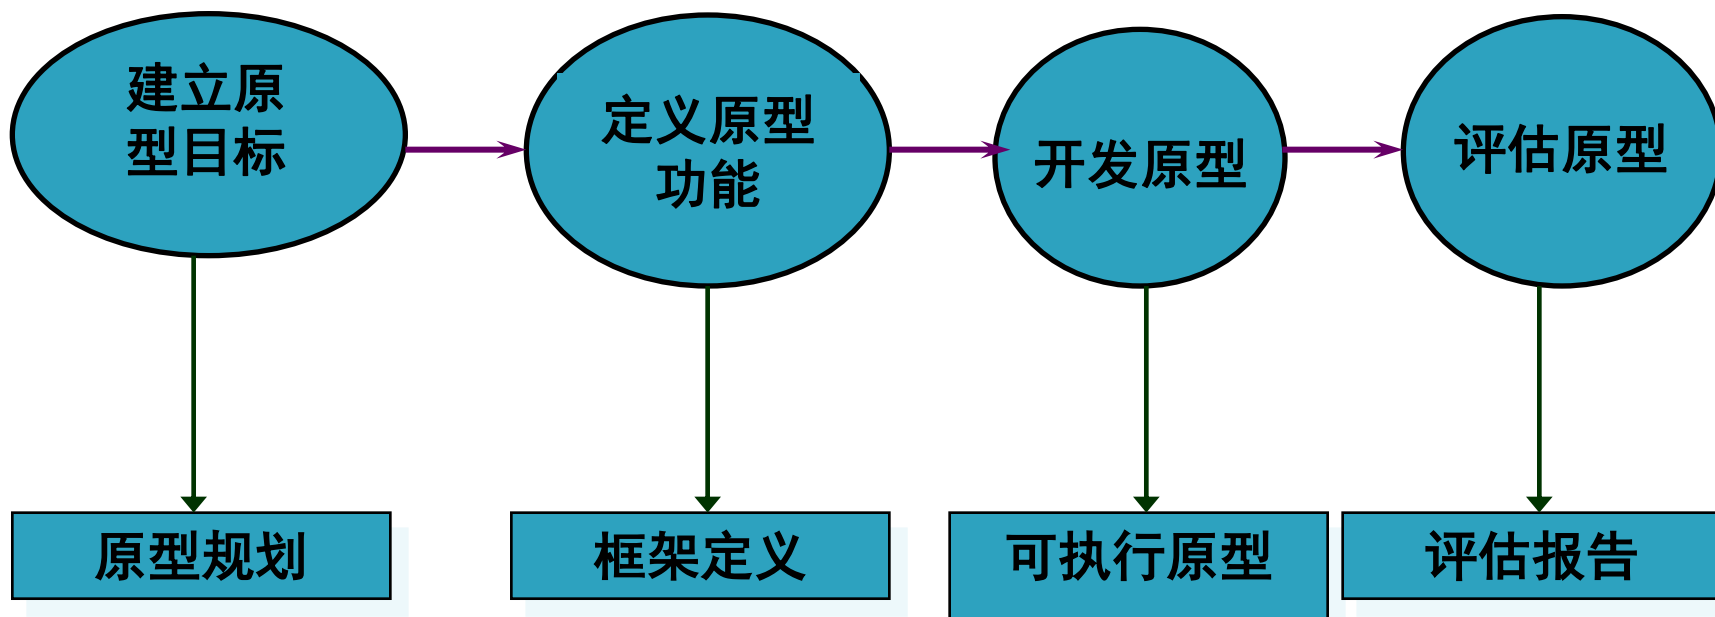 建立原
型目标
定义原型
功能
开发原型
评估原型
原型规划
框架定义
可执行原型
评估报告